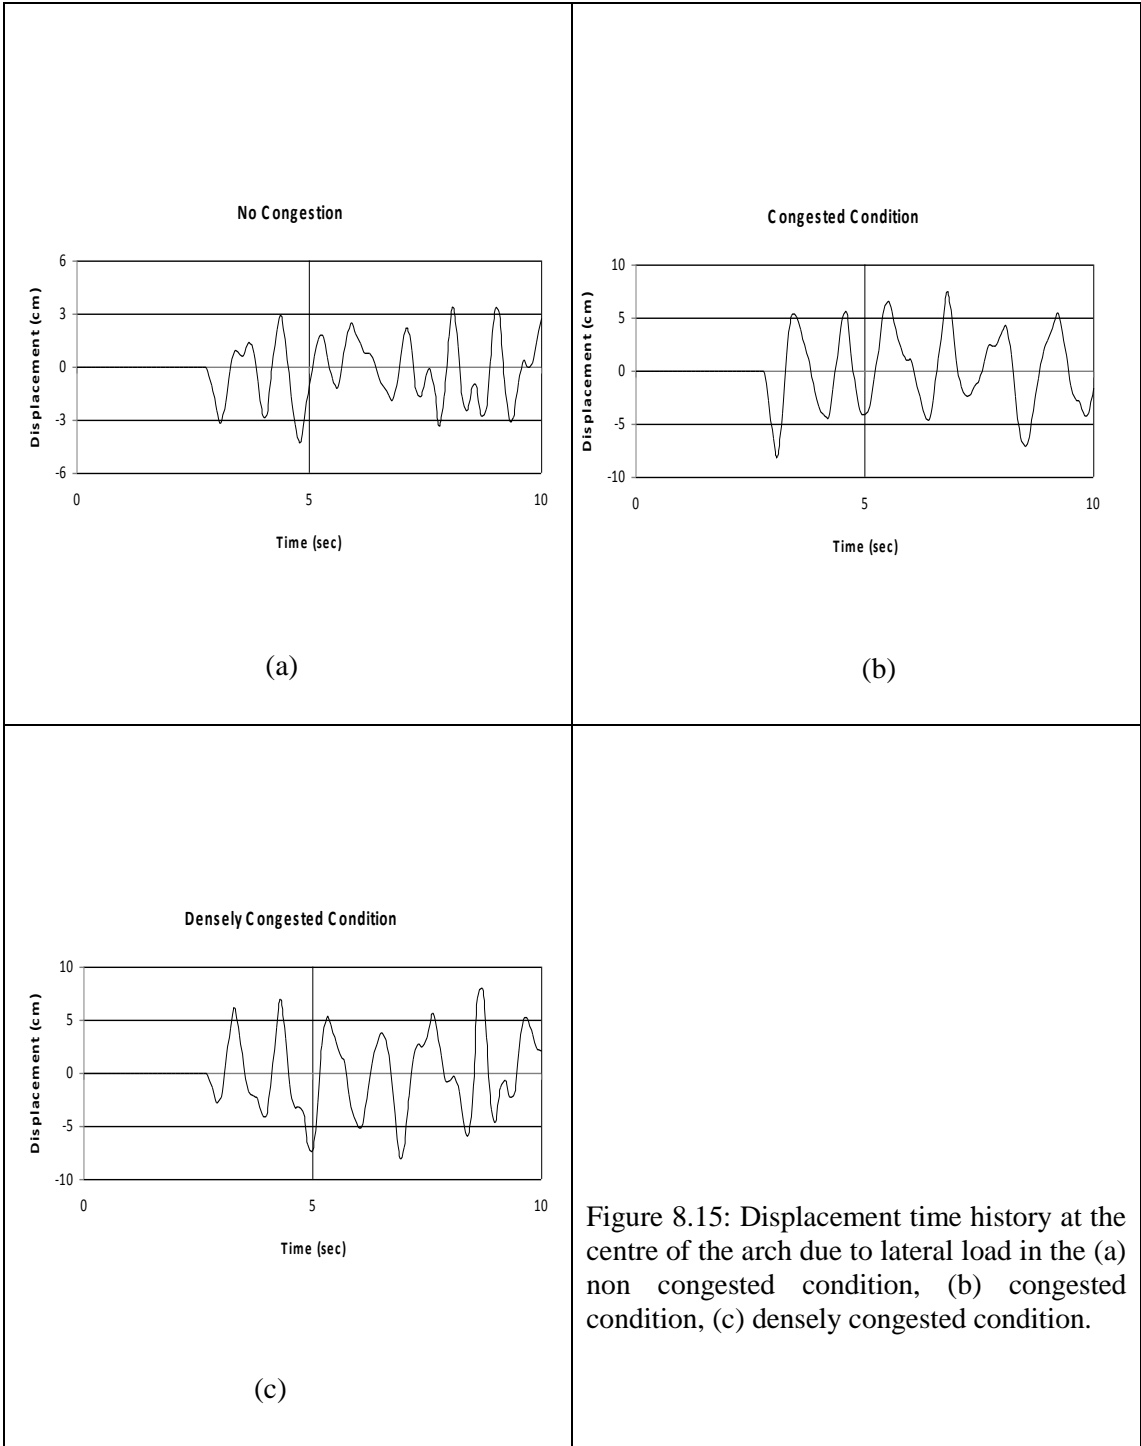 No Congestion
6
3
0
-3
-6
Displacement (cm)
0 5 10
Time (sec)
(a)
Congested Condition
10
5
0
-5
-10
Displacement (cm)
0 5 10
Time (sec)
(b)
Densely Congested Condition
10
5
0
-5
-10
Displacement (cm)
0 5 10
Time (sec)
(c)
Figure 8.15: Displacement time history at the
centre of the arch due to lateral load in the (a)
non congested condition, (b) congested
condition, (c) densely congested condition.